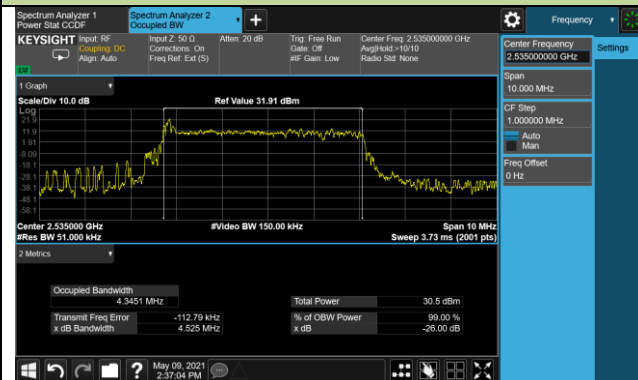 Spectrum Analyzer 1
Power Stat CCDF
Spectrum Analyzer 2
Occupied BW
Frequency
KEYSIGHT
Input: RF
Coupling: DC
Align: Auto
Input Z: 50 Ω
Corrections: On
Freq Ref: Ext (S)
Atten: 20 dB
Trig: Free Run
Gate: Off
#IF Gain: Low
Center Freq: 2.535000000 GHz
Avg|Hold:>10/10
Radio Std: None
Center Frequency
2.535000000 GHz
Settings
Span
10.000 MHz
CF Step
1.000000 MHz
Auto
Man
Freq Offset
0 Hz
1 Graph
Scale/Div 10.0 dB
Ref Value 31.91 dBm
Log
21.9
11.9
1.91
-8.09
-18.1
-28.1
-38.1
-48.1
-58.1
Center 2.535000 GHz
#Video BW 150.00 kHz
Span 10 MHz
#Res BW 51.000 kHz
Sweep 3.73 ms (2001 pts)
2 Metrics
Occupied Bandwidth
4.3451 MHz
Total Power 30.5 dBm
Transmit Freq Error -112.79 kHz
% of OBW Power 99.00 %
x dB Bandwidth 4.525 MHz
x dB -26.00 dB
May 09, 2021
2:37:04 PM